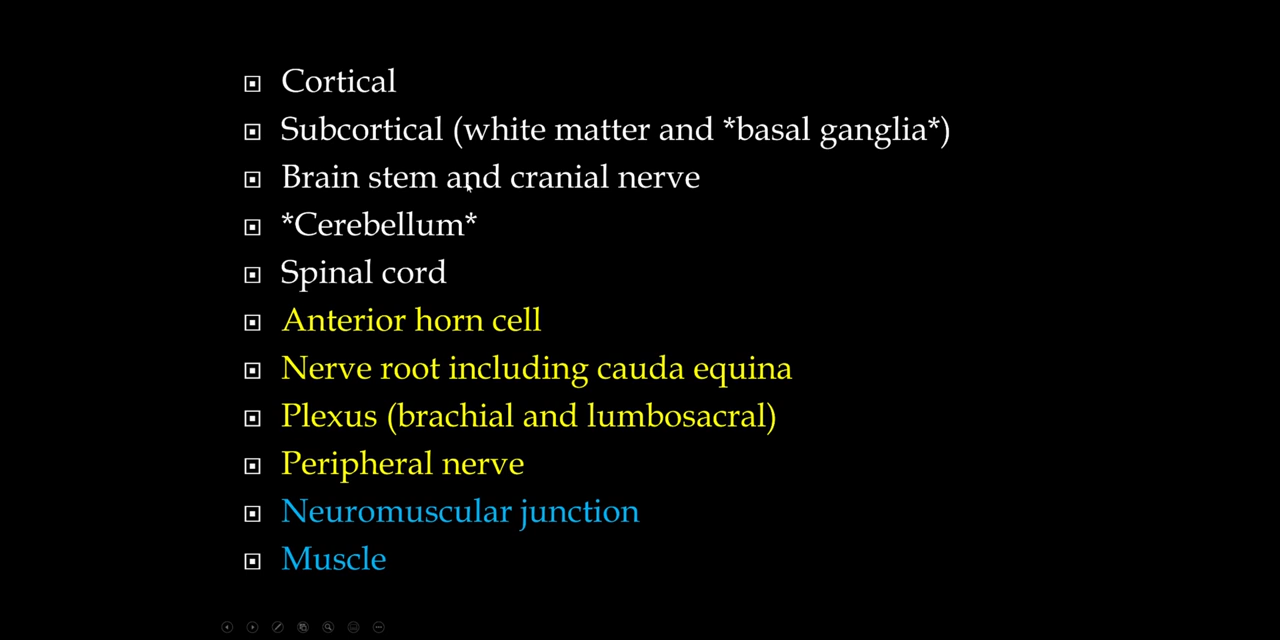 Cortical
Subcortical (white matter and *basal ganglia*)
Brain stem and cranial nerve
*Cerebellum*
Spinal cord
Anterior horn cell
Nerve root including cauda equina
Plexus (brachial and lumbosacral)
Peripheral nerve
Neuromuscular junction
Muscle